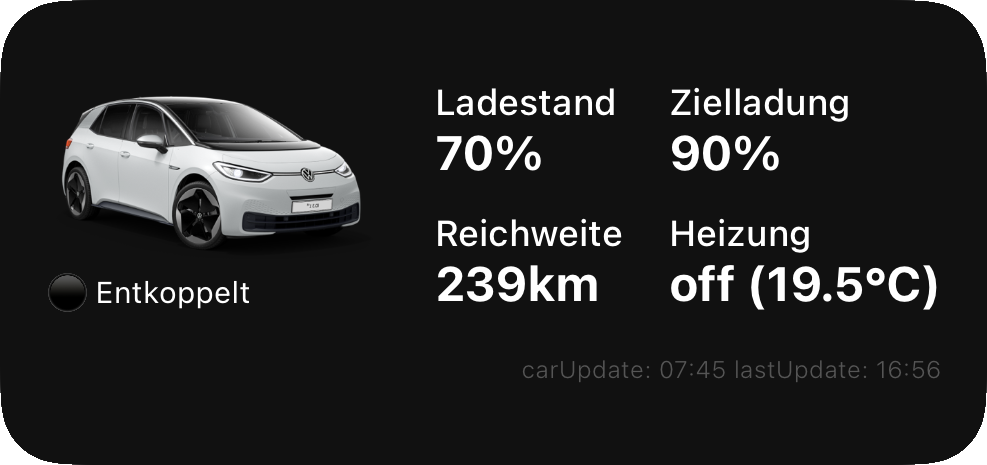 Ladestand
70%
Zielladung
90%
Reichweite
239km
Heizung
off (19.5°C)
Entkoppelt
carUpdate: 07:45 lastUpdate: 16:56